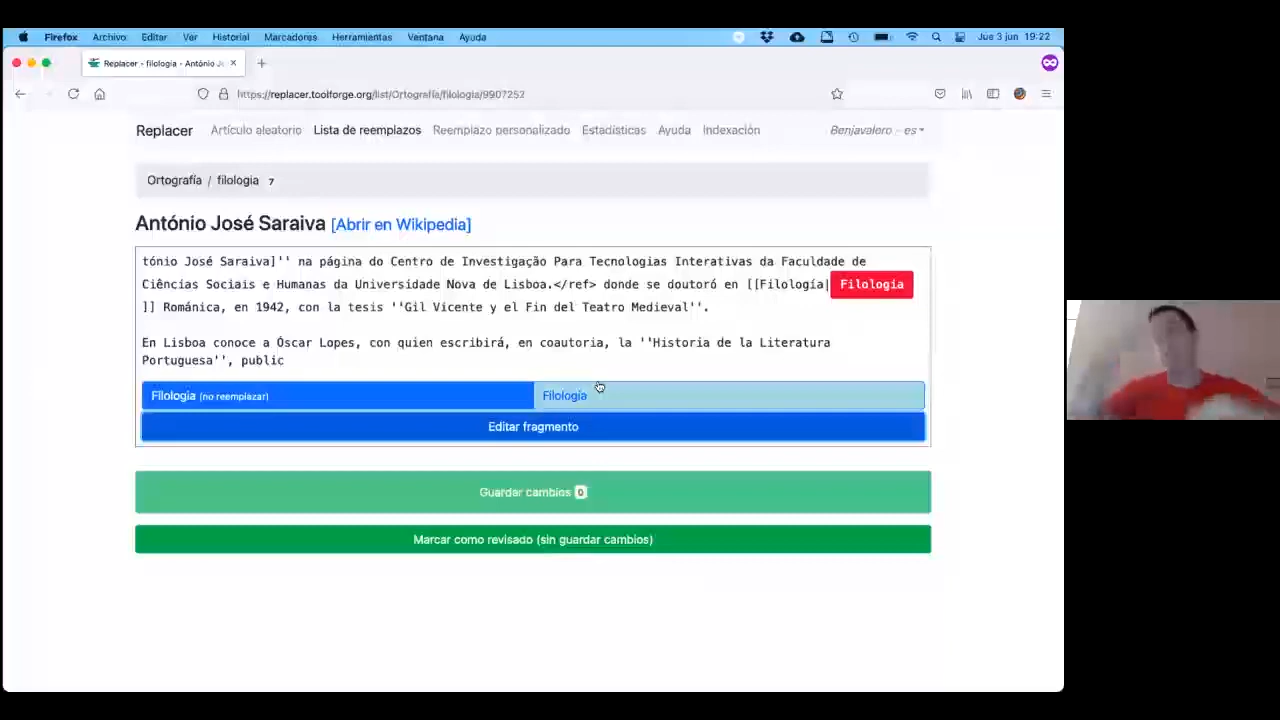 Firefox Archivo Editar Ver Historial Marcadores Herramientas Ventana Ayuda Jue 3 jun 19:22
Replacer - filologia - António Jo
https://replacer.toolforge.org/list/Ortografía/filologia/9907252
Replacer Artículo aleatorio Lista de reemplazos Reemplazo personalizado Estadísticas Ayuda Indexación Benjavalero - es
Ortografía / filologia 7
António José Saraiva [Abrir en Wikipedia]
tónio José Saraiva]'' na página do Centro de Investigação Para Tecnologias Interativas da Faculdade de
Ciências Sociais e Humanas da Universidade Nova de Lisboa.</ref> donde se doutoró en [[Filología| Filologia
]] Románica, en 1942, con la tesis ''Gil Vicente y el Fin del Teatro Medieval''.
En Lisboa conoce a Óscar Lopes, con quien escribirá, en coautoria, la ''Historia de la Literatura
Portuguesa'', public
Filologia (no reemplazar) Filología
Editar fragmento
Guardar cambios 0
Marcar como revisado (sin guardar cambios)